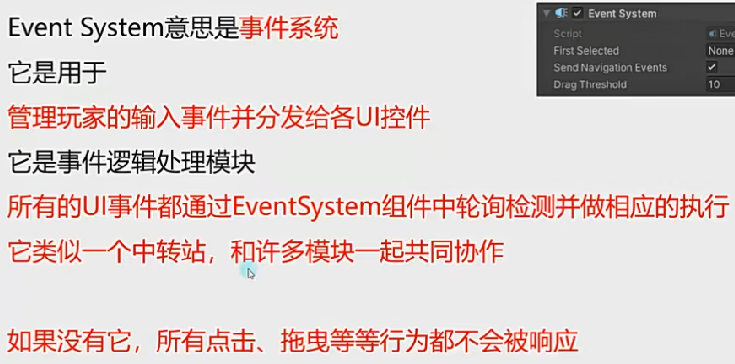 Event System意思是事件系统
它是用于
管理玩家的输入事件并分发给各UI控件
它是事件逻辑处理模块
所有的UI事件都通过EventSystem组件中轮询检测并做相应的执行
它类似一个中转站，和许多模块一起共同协作
如果没有它，所有点击、拖曳等等行为都不会被响应
Event System
Script Eve
First Selected None
Send Navigation Events
Drag Threshold 10